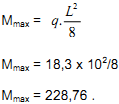 Mmax = q.L²/8
Mmax = 18,3 x 10²/8
Mmax = 228,76 .